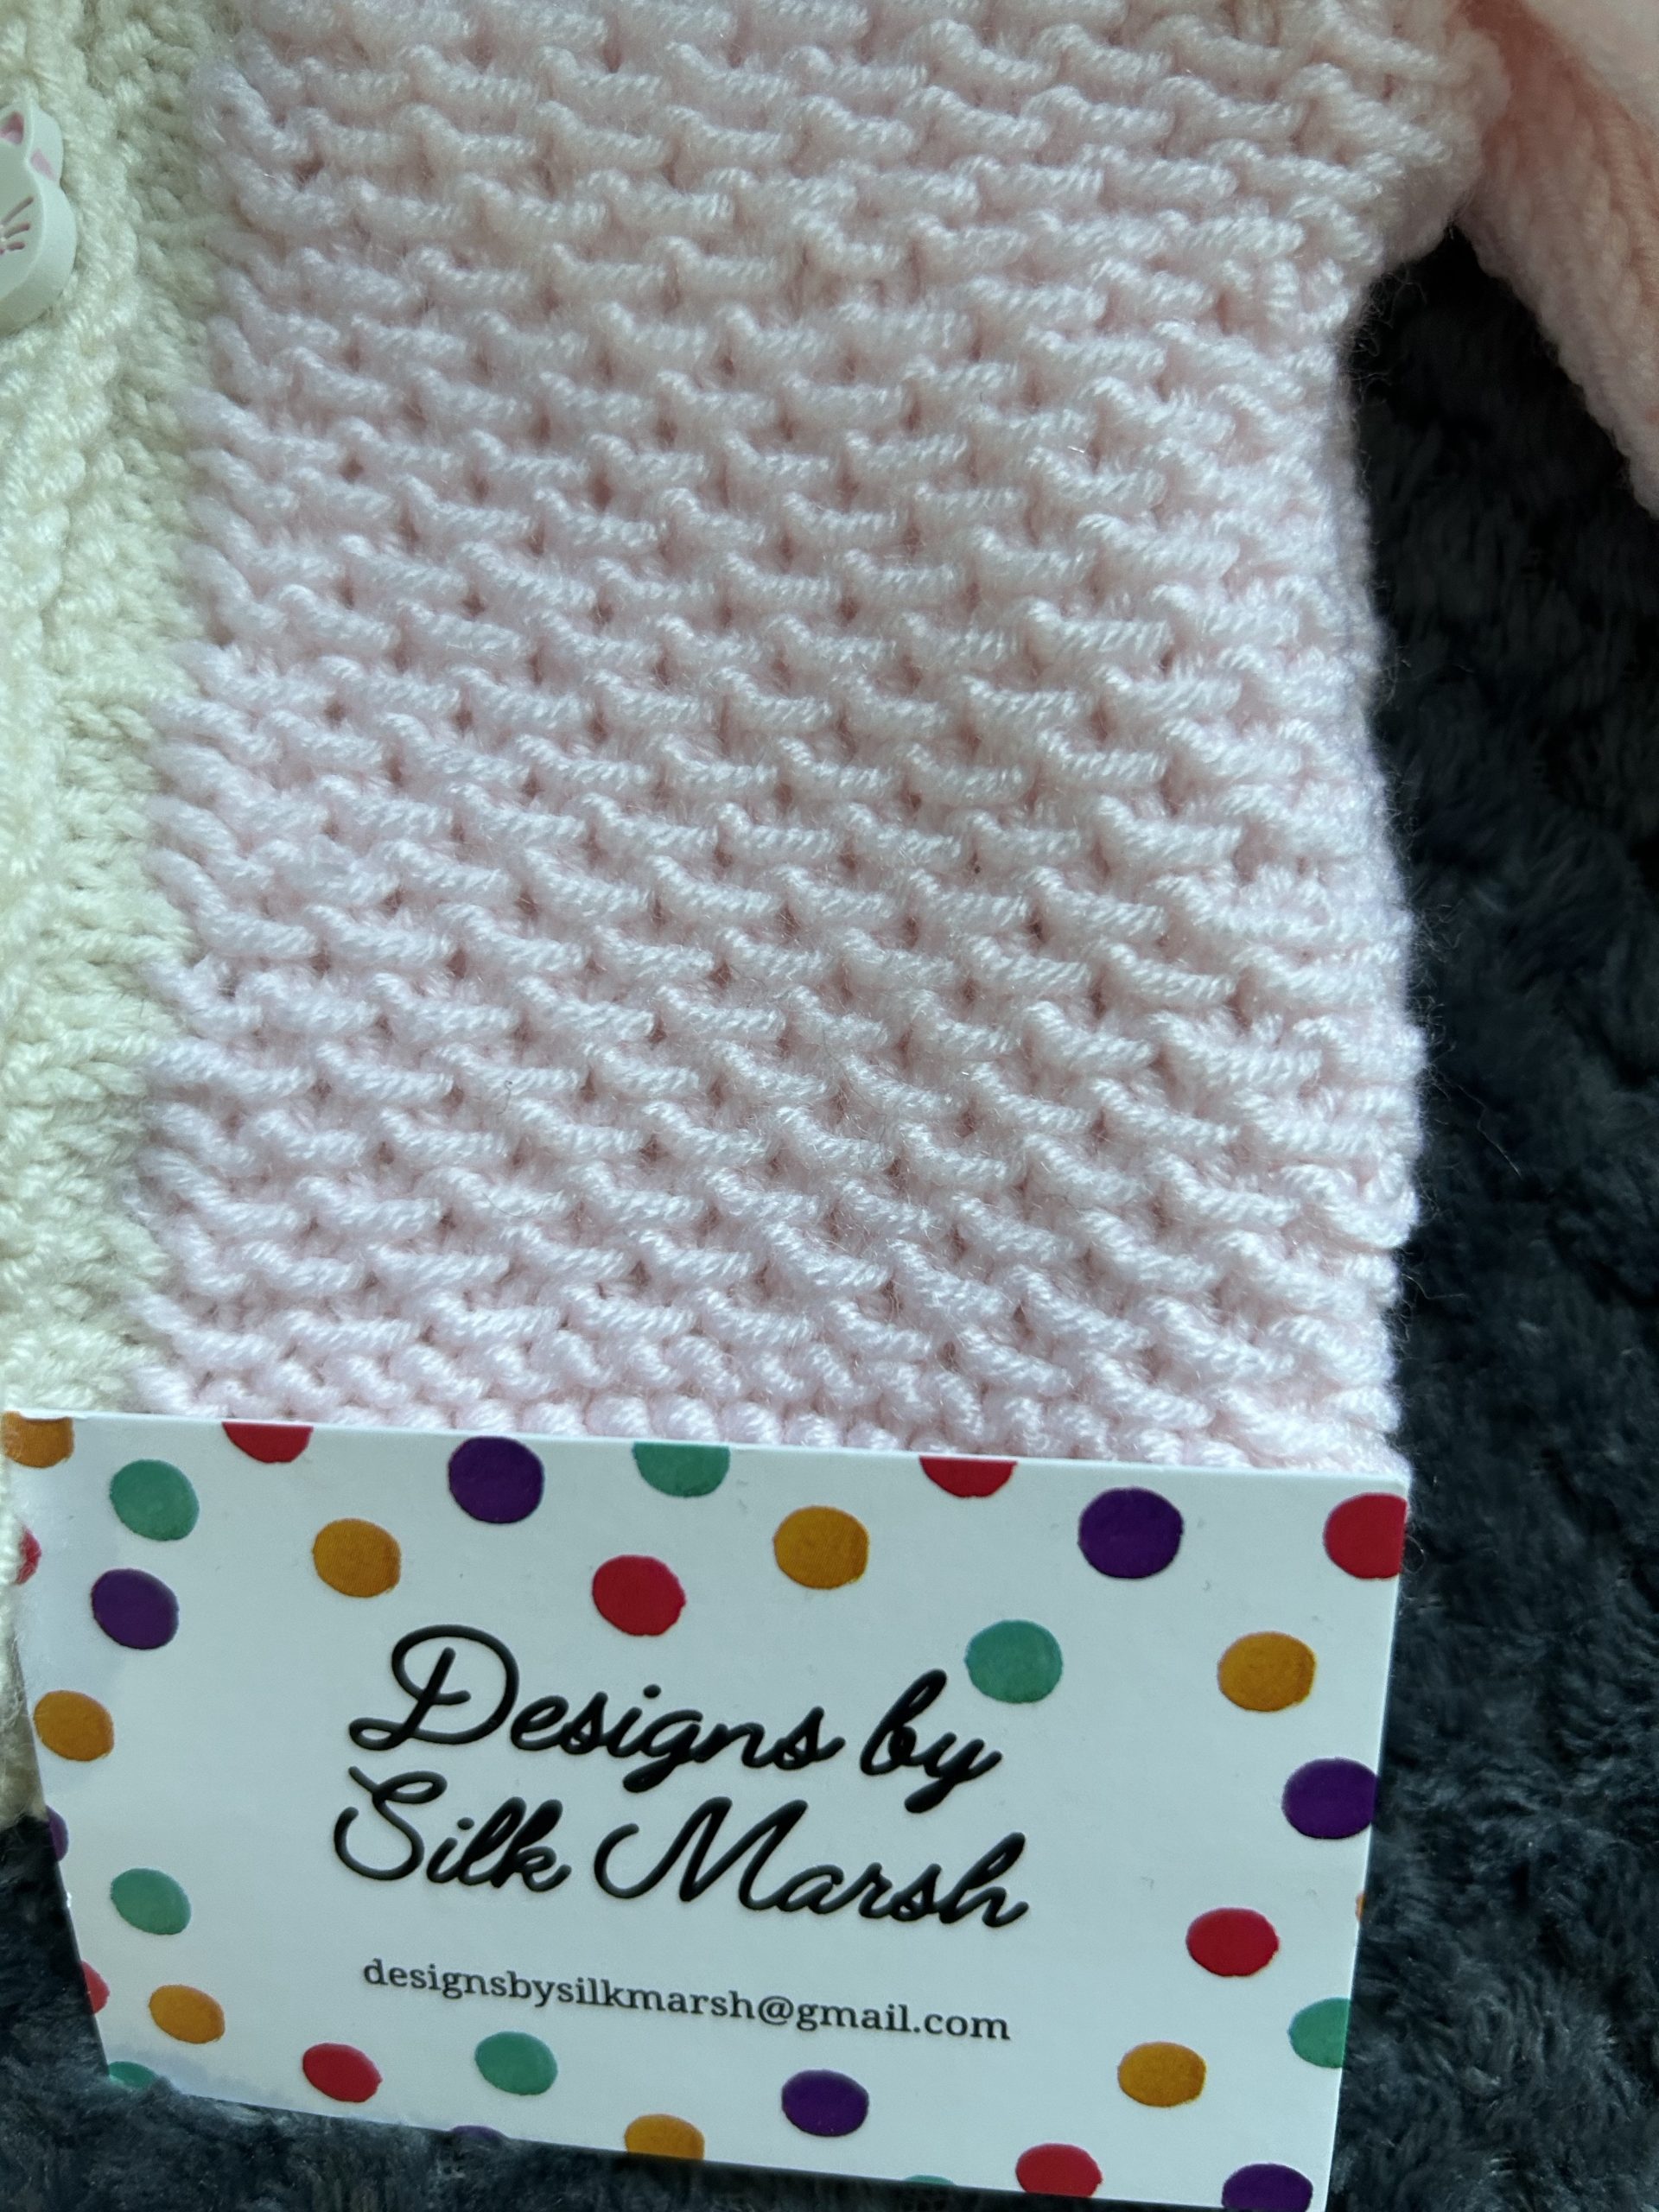 Designs by
Silk Marsh
designsbysilkmarsh@gmail.com